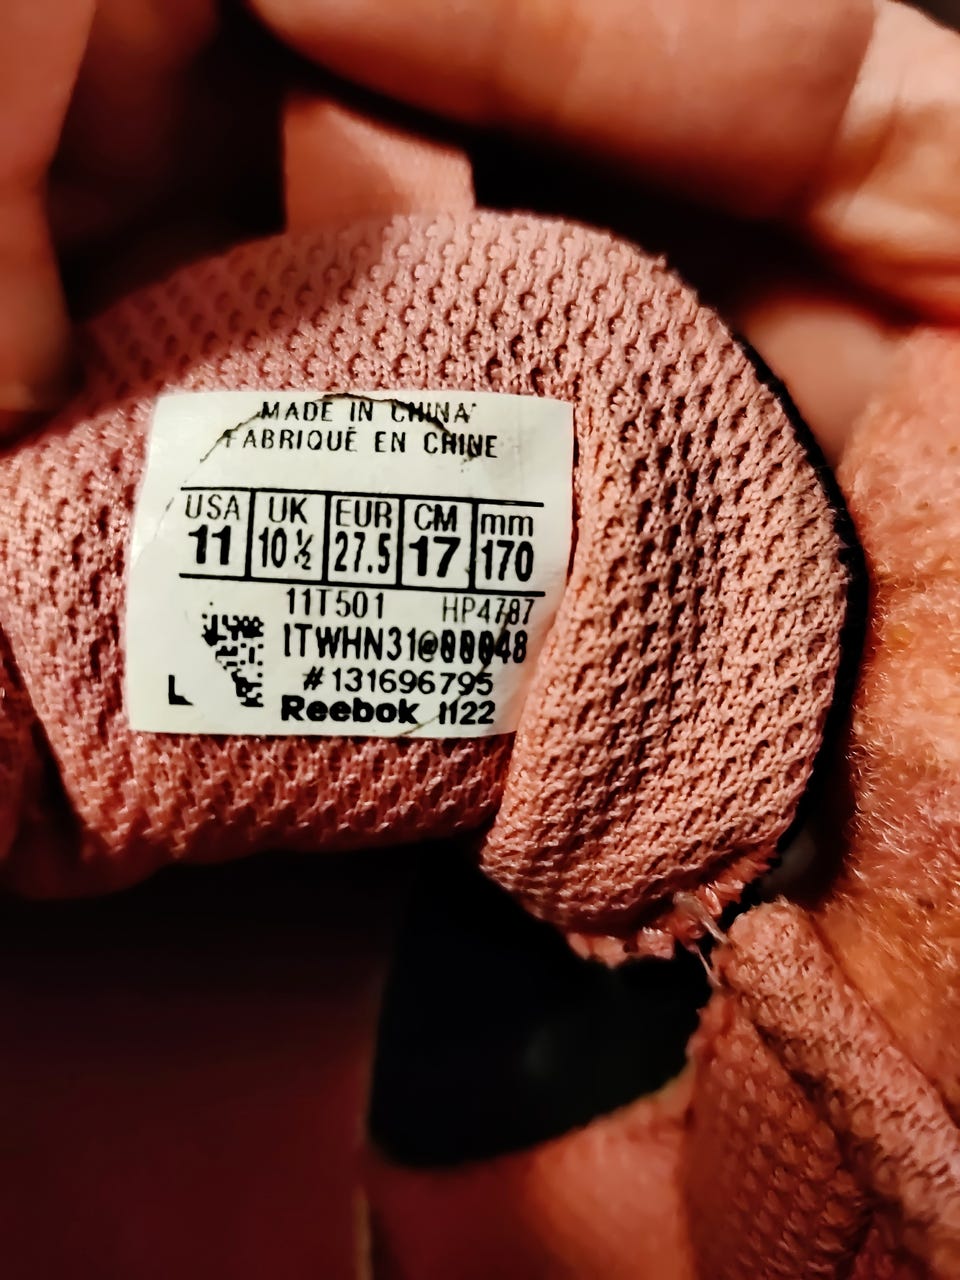 MADE IN CHINA
FABRIQUÉ EN CHINE
USA UK EUR CM mm
11 10½ 27.5 17 170
11T501 HP4787
ITWHN31@00048
#131696795
L Reebok 1122